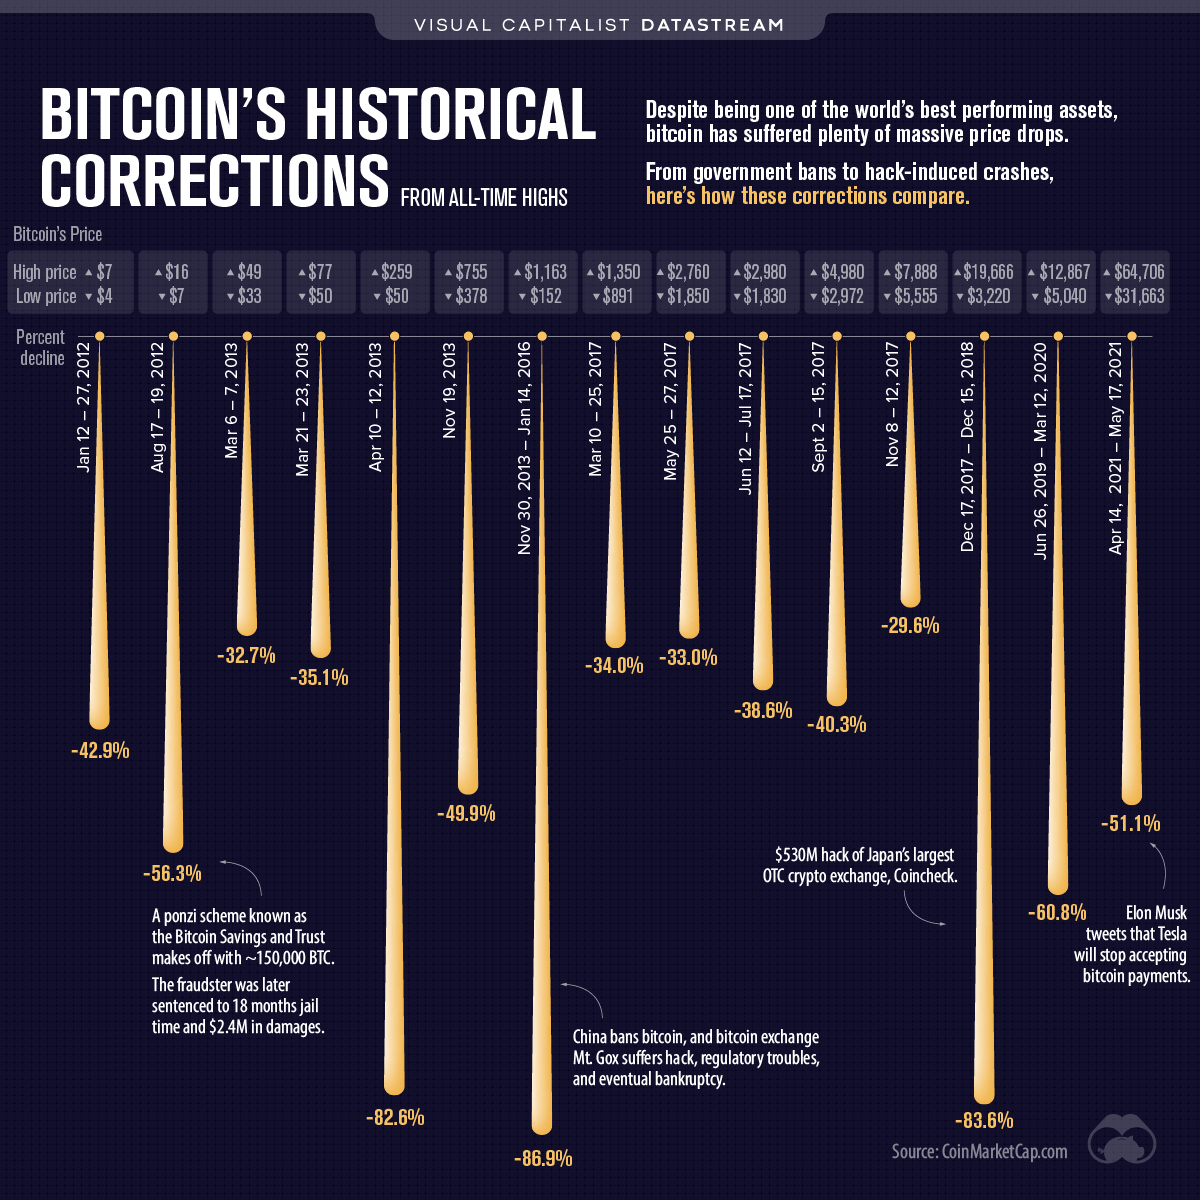 VISUAL CAPITALIST DATASTREAM
BITCOIN'S HISTORICAL
CORRECTIONS FROM ALL-TIME HIGHS
Despite being one of the world's best performing assets,
bitcoin has suffered plenty of massive price drops.
From government bans to hack-induced crashes,
here's how these corrections compare.
Bitcoin's Price
High price ▲ $7 ▲ $16 ▲ $49 ▲ $77 ▲ $259 ▲ $755 ▲ $1,163 ▲ $1,350 ▲ $2,760 ▲ $2,980 ▲ $4,980 ▲ $7,888 ▲ $19,666 ▲ $12,867 ▲ $64,706
Low price ▼ $4 ▼ $7 ▼ $33 ▼ $50 ▼ $50 ▼ $378 ▼ $152 ▼ $891 ▼ $1,850 ▼ $1,830 ▼ $2,972 ▼ $5,555 ▼ $3,220 ▼ $5,040 ▼ $31,663
Percent
decline
Jan 12 – 27, 2012
Aug 17 – 19, 2012
Mar 6 – 7, 2013
Mar 21 – 23, 2013
Apr 10 – 12, 2013
Nov 19, 2013
Nov 30, 2013 – Jan 14, 2016
Mar 10 – 25, 2017
May 25 – 27, 2017
Jun 12 – Jul 17, 2017
Sept 2 – 15, 2017
Nov 8 – 12, 2017
Dec 17, 2017 – Dec 15, 2018
Jun 26, 2019 – Mar 12, 2020
Apr 14, 2021 – May 17, 2021
-42.9%
-56.3%
-32.7%
-35.1%
-82.6%
-49.9%
-86.9%
-34.0%
-33.0%
-38.6%
-40.3%
-29.6%
-83.6%
-60.8%
-51.1%
A ponzi scheme known as
the Bitcoin Savings and Trust
makes off with ~150,000 BTC.
The fraudster was later
sentenced to 18 months jail
time and $2.4M in damages.
China bans bitcoin, and bitcoin exchange
Mt. Gox suffers hack, regulatory troubles,
and eventual bankruptcy.
$530M hack of Japan's largest
OTC crypto exchange, Coincheck.
Elon Musk
tweets that Tesla
will stop accepting
bitcoin payments.
Source: CoinMarketCap.com